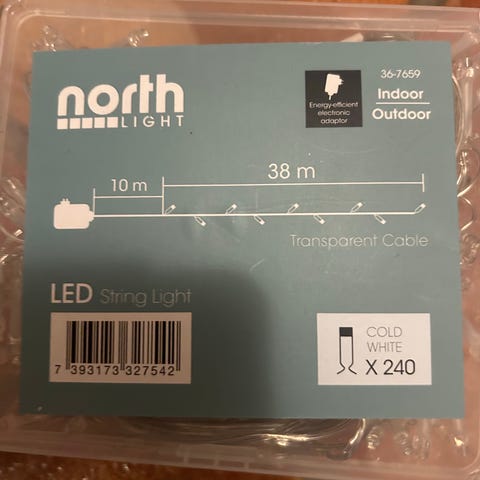 north
LIGHT
Energy-efficient
electronic
adaptor
36-7659
Indoor
Outdoor
10 m
38 m
Transparent Cable
LED String Light
7 393173 327542
COLD
WHITE
X 240